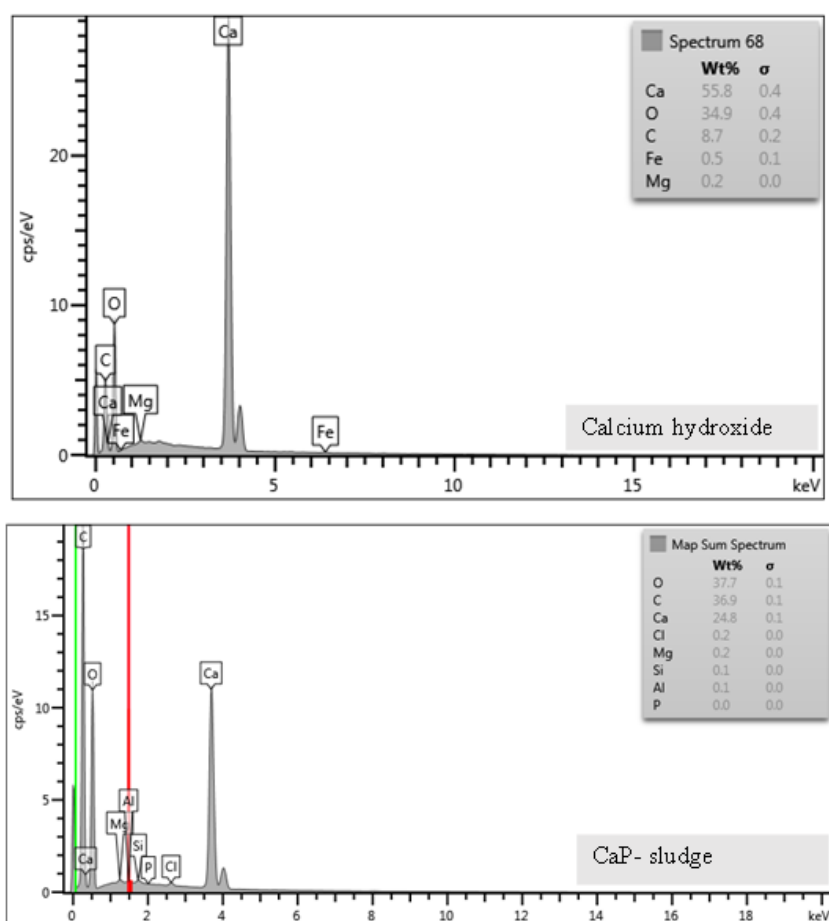 Ca
Spectrum 68
Wt% σ
Ca 55.8 0.4
O 34.9 0.4
C 8.7 0.2
Fe 0.5 0.1
Mg 0.2 0.0
20
cps/eV
10
O
C
Ca
Fe
Mg
Fe
Calcium hydroxide
0
0 5 10 15 keV
C
Map Sum Spectrum
Wt% σ
O 37.7 0.1
C 36.9 0.1
Ca 24.8 0.1
Cl 0.2 0.0
Mg 0.2 0.0
Si 0.1 0.0
Al 0.1 0.0
P 0.0 0.0
15
O
Ca
cps/eV
10
5
Al
Mg
Si
Ca
P
Cl
CaP- sludge
0
0 2 4 6 8 10 12 14 16 18 keV